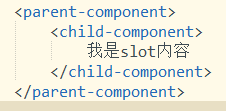 <parent-component>
<child-component>
我是slot内容
</child-component>
</parent-component>